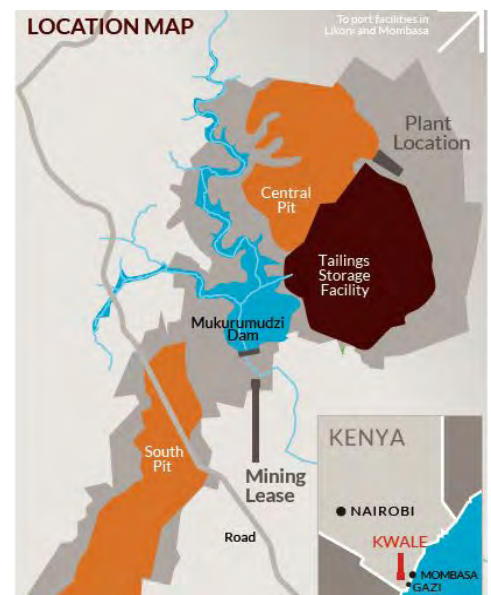 LOCATION MAP
To port facilities in
Likoni and Mombasa
Plant
Location
Central
Pit
Tailings
Storage
Facility
Mukurumudzi
Dam
South
Pit
Mining
Lease
Road
KENYA
NAIROBI
KWALE
MOMBASA
GAZI